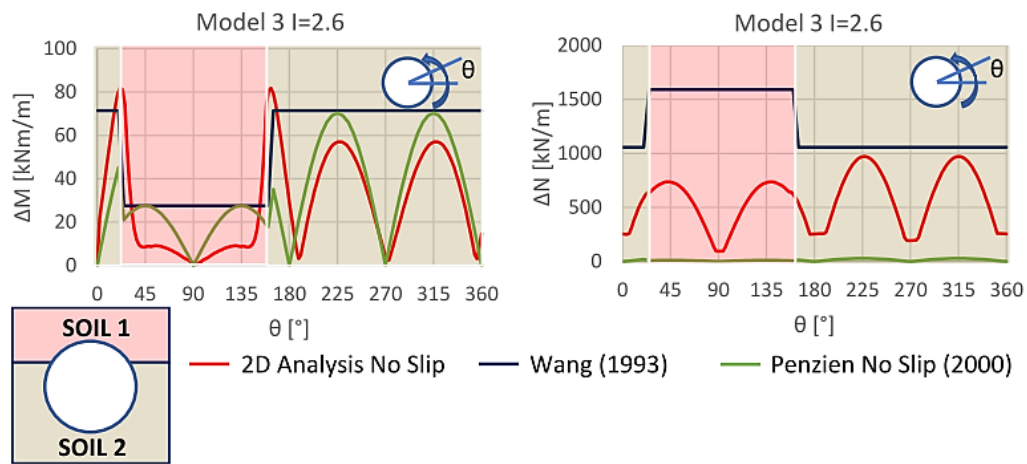 Model 3 I=2.6
ΔM [kNm/m]
100
80
60
40
20
0
0 45 90 135 180 270 315 360
θ [°]
θ
Model 3 I=2.6
ΔN [kN/m]
2000
1500
1000
500
0
0 45 90 135 180 225 270 315 360
θ [°]
θ
SOIL 1
SOIL 2
2D Analysis No Slip
Wang (1993)
Penzien No Slip (2000)